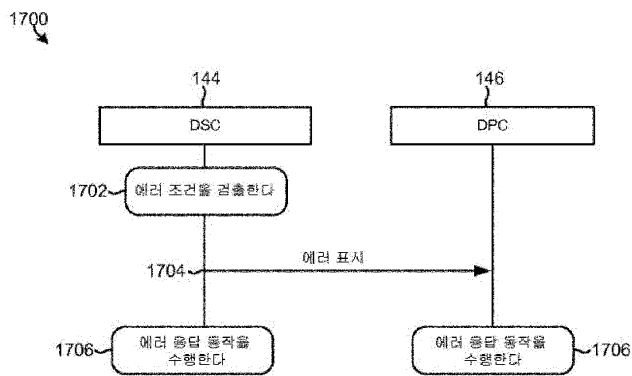 1700
144
146
DSC
DPC
1702
에러 조건을 검출한다
에러 표시
1704
1706
에러 응답 동작을
수행한다
에러 응답 동작을
수행한다
1706